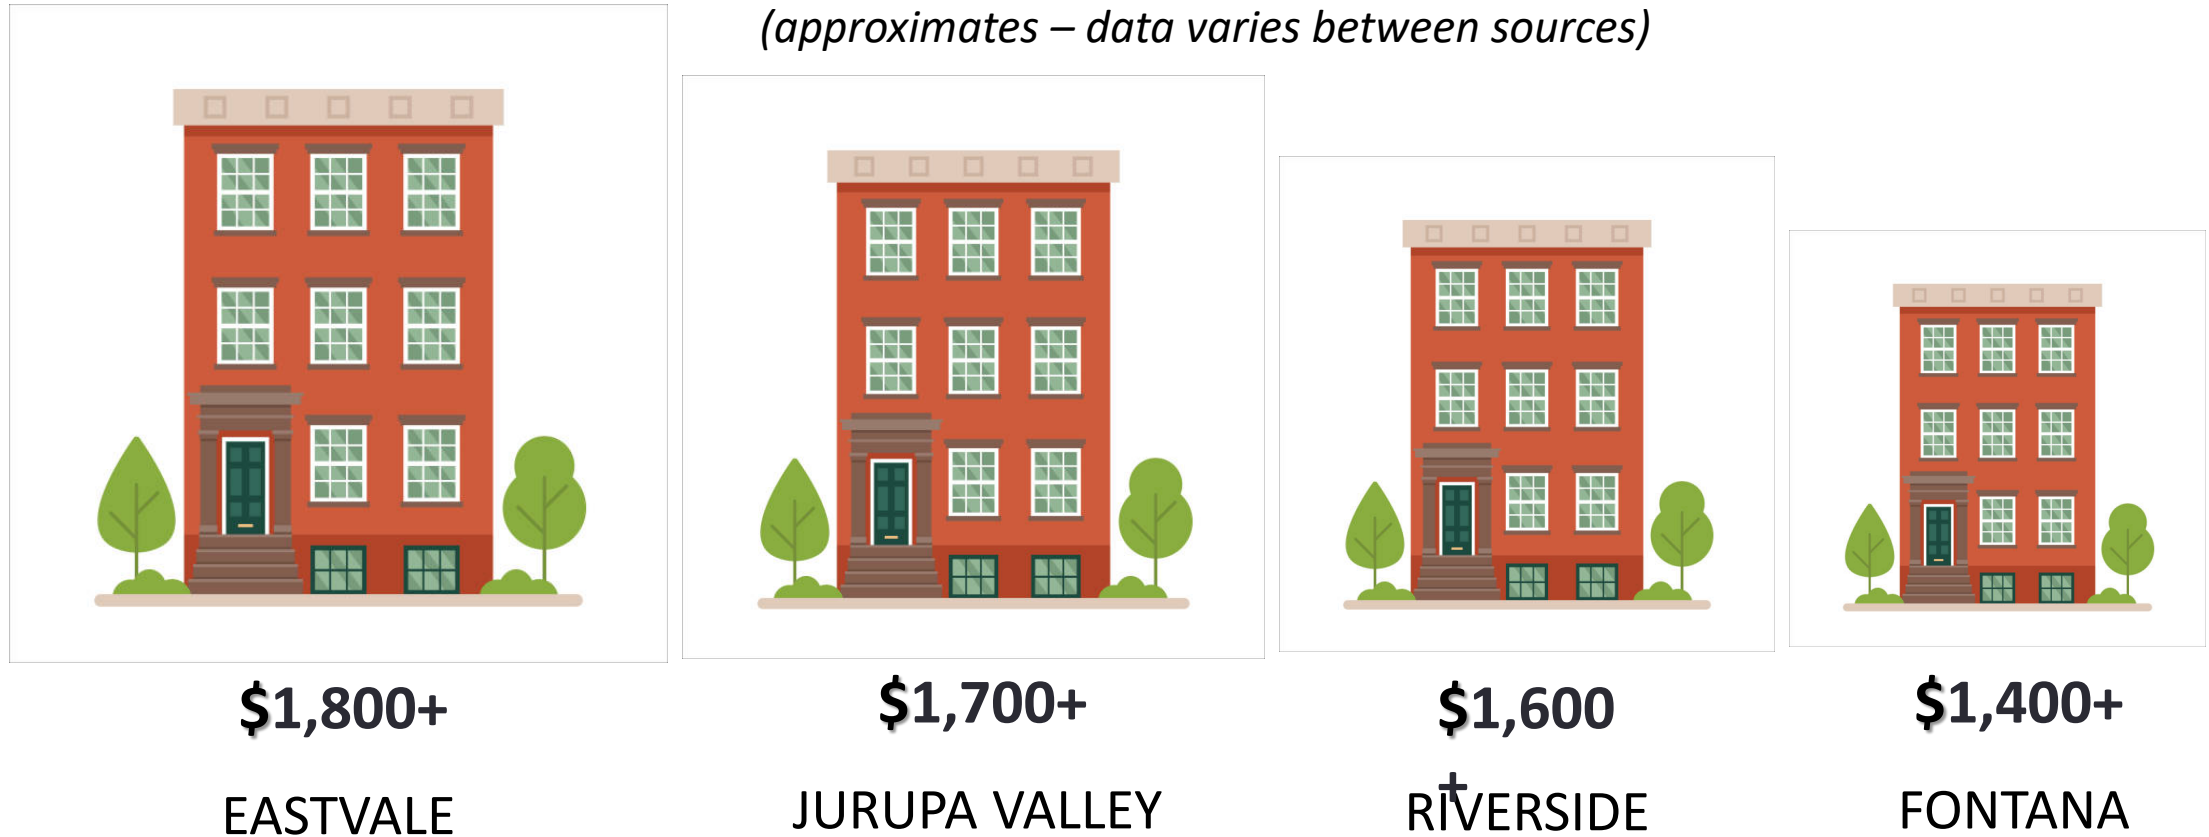 (approximates – data varies between sources)
$1,800+
EASTVALE
$1,700+
JURUPA VALLEY
$1,600
+
RIVERSIDE
$1,400+
FONTANA